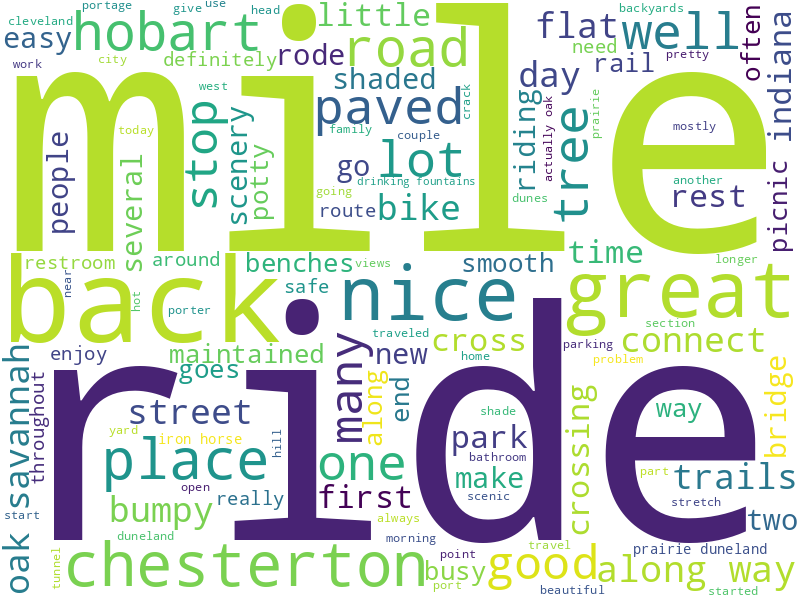 portage
give
use
head
little
backyards
cleveland
hobart
flat
well
often
easy
definitely
rode
road
need
pretty
work
city
rail
mile
west
shaded
day
crack
indiana
today
stop
paved
actually oak
prairie
people
scenery
family
couple
riding
tree
mostly
several
potty
go
lot
another
drinking fountains
going
route
bike
dunes
rest
picnic
restroom
around
benches
views
smooth
time
longer
near
hot
back
safe
nice
great
porter
section
traveled
cross
connect
enjoy
maintained
many
new
home
parking
problem
goes
along
end
crossing
bridge
oak savannah
throughout
street
shade
way
ride
yard
iron horse
hill
park
bathroom
place
one
make
part
trails
start
open
really
first
scenic
stretch
bumpy
always
two
duneland
morning
travel
prairie duneland
tunnel
chesterton
busy
point
port
good
along way
beautiful
started